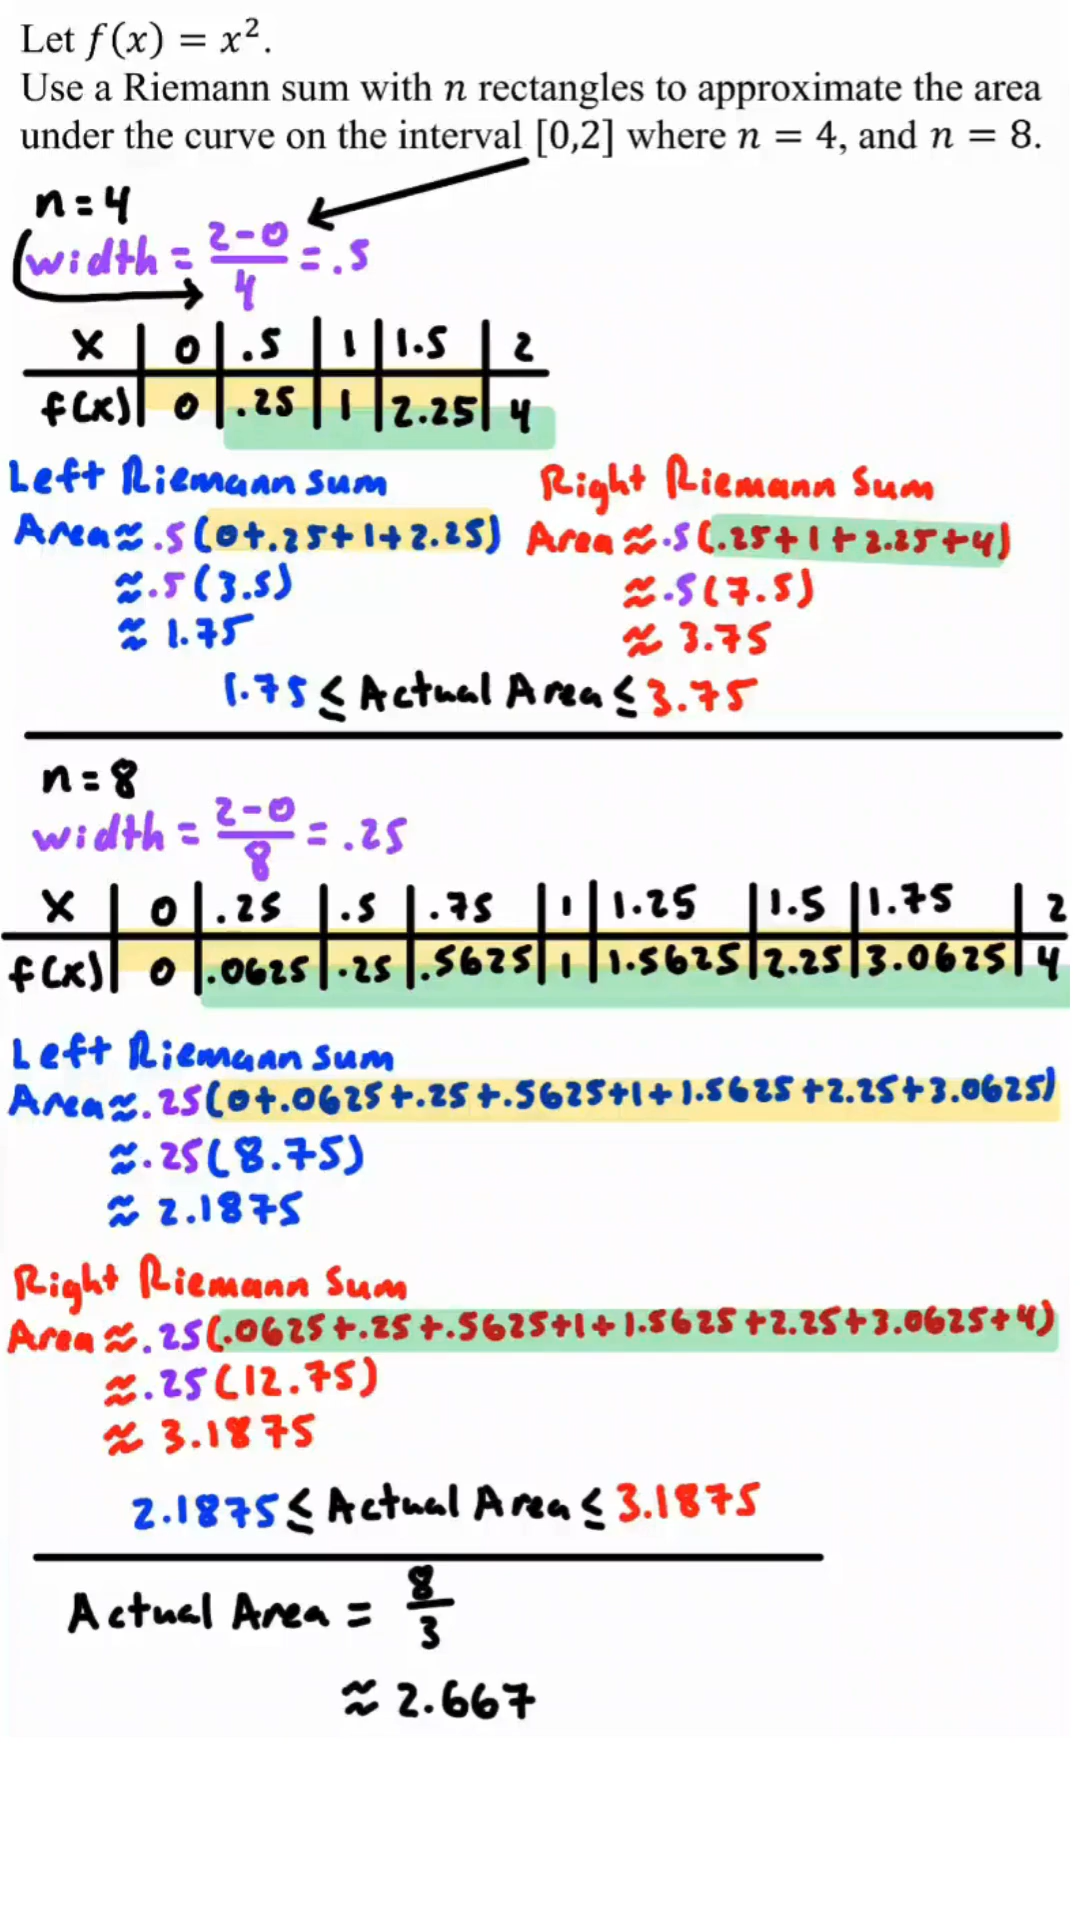 Let f(x) = x².
Use a Riemann sum with n rectangles to approximate the area
under the curve on the interval [0,2] where n = 4, and n = 8.
n = 4
width = 2-0/4 = .5
x | 0 | .5 | 1 | 1.5 | 2
f(x) | 0 | .25 | 1 | 2.25 | 4
Left Riemann sum
Area ≈ .5(0+.25+1+2.25)
≈ .5(3.5)
≈ 1.75
Right Riemann Sum
Area ≈ .5(.25+1+2.25+4)
≈ .5(7.5)
≈ 3.75
1.75 ≤ Actual Area ≤ 3.75
n = 8
width = 2-0/8 = .25
x | 0 | .25 | .5 | .75 | 1 | 1.25 | 1.5 | 1.75 | 2
f(x) | 0 | .0625 | .25 | .5625 | 1 | 1.5625 | 2.25 | 3.0625 | 4
Left Riemann sum
Area ≈ .25(0+.0625+.25+.5625+1+1.5625+2.25+3.0625)
≈ .25(8.75)
≈ 2.1875
Right Riemann Sum
Area ≈ .25(.0625+.25+.5625+1+1.5625+2.25+3.0625+4)
≈ .25(12.75)
≈ 3.1875
2.1875 ≤ Actual Area ≤ 3.1875
Actual Area = 8/3
≈ 2.667